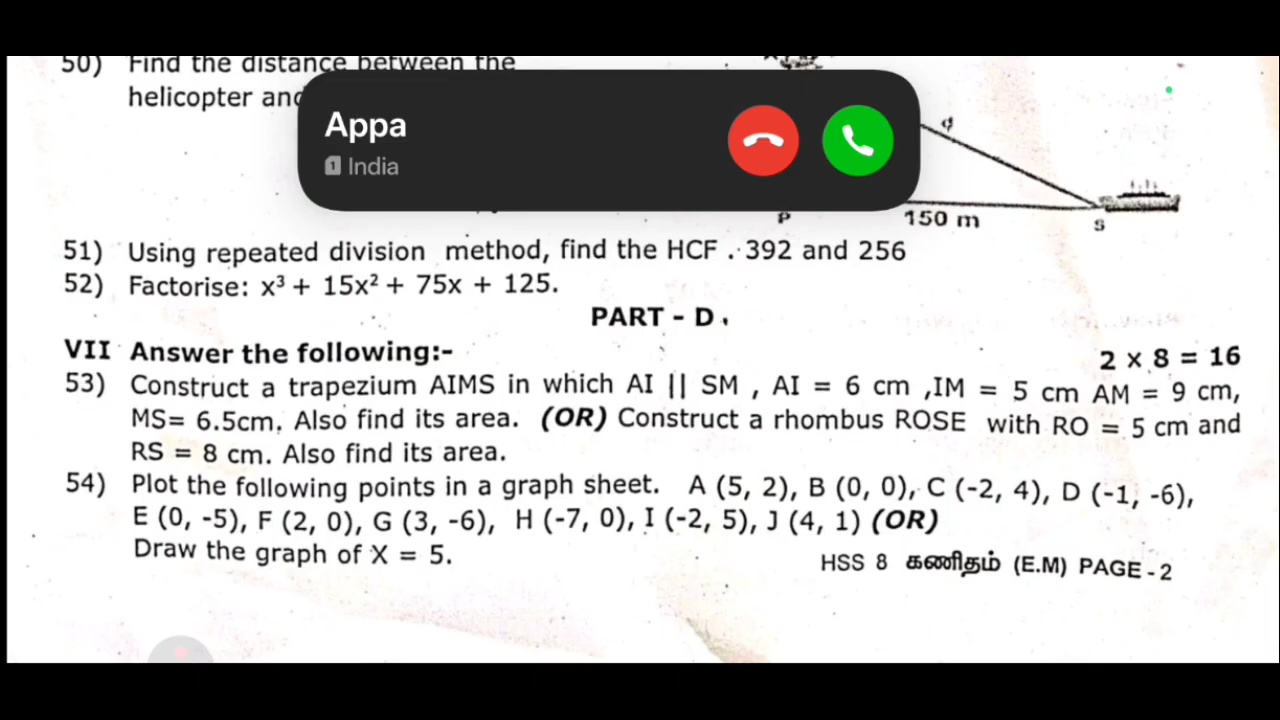 50) Find the distance between the
helicopter and
Appa
1 India
q
P 150 m S
51) Using repeated division method, find the HCF . 392 and 256
52) Factorise: x³ + 15x² + 75x + 125.
PART - D .
VII Answer the following:- 2 x 8 = 16
53) Construct a trapezium AIMS in which AI || SM , AI = 6 cm ,IM = 5 cm AM = 9 cm,
MS= 6.5cm. Also find its area. (OR) Construct a rhombus ROSE with RO = 5 cm and
RS = 8 cm. Also find its area.
54) Plot the following points in a graph sheet. A (5, 2), B (0, 0), C (-2, 4), D (-1, -6),
E (0, -5), F (2, 0), G (3, -6), H (-7, 0), I (-2, 5), J (4, 1) (OR)
Draw the graph of X = 5.
HSS 8 கணிதம் (E.M) PAGE - 2